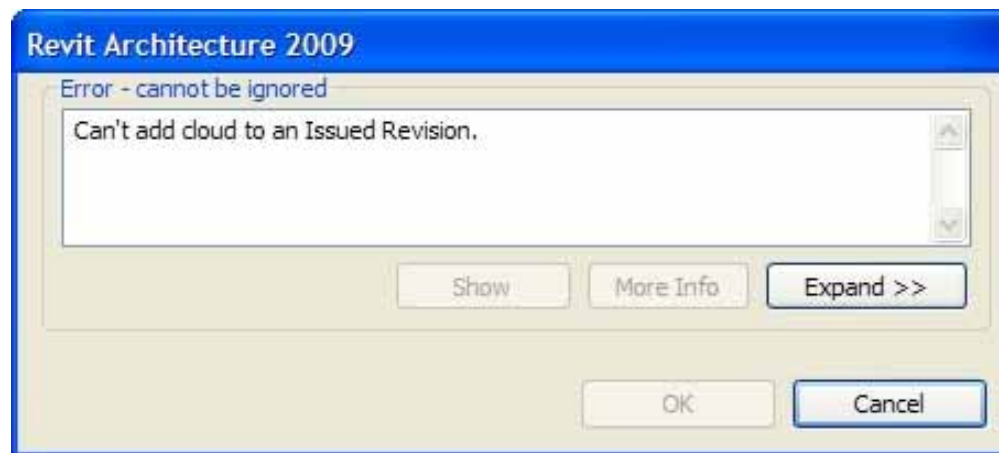 Revit Architecture 2009
Error - cannot be ignored
Can't add cloud to an Issued Revision.
Show More Info Expand >>
OK Cancel